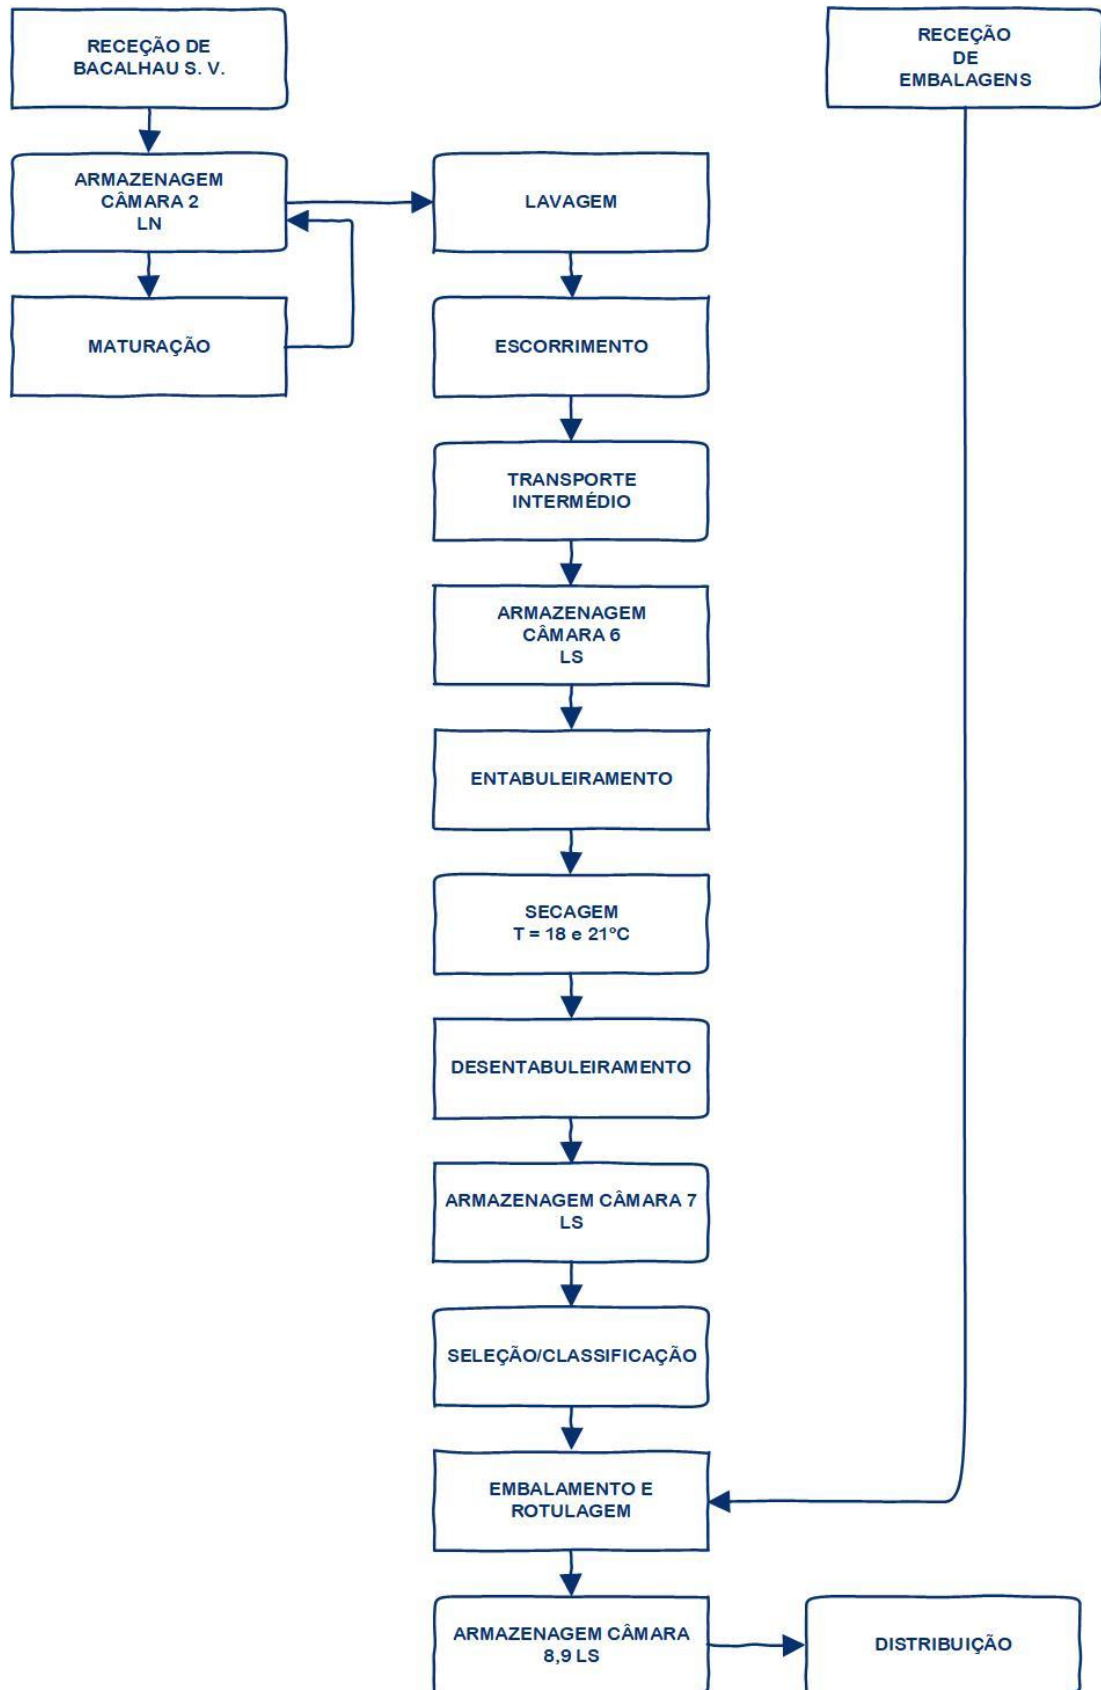 RECEÇÃO DE
BACALHAU S. V.
RECEÇÃO
DE
EMBALAGENS
ARMAZENAGEM
CÂMARA 2
LN
LAVAGEM
MATURAÇÃO
ESCORRIMENTO
TRANSPORTE
INTERMÉDIO
ARMAZENAGEM
CÂMARA 6
LS
ENTABULEIRAMENTO
SECAGEM
T = 18 e 21ºC
DESENTABULEIRAMENTO
ARMAZENAGEM CÂMARA 7
LS
SELEÇÃO/CLASSIFICAÇÃO
EMBALAMENTO E
ROTULAGEM
ARMAZENAGEM CÂMARA
8,9 LS
DISTRIBUIÇÃO